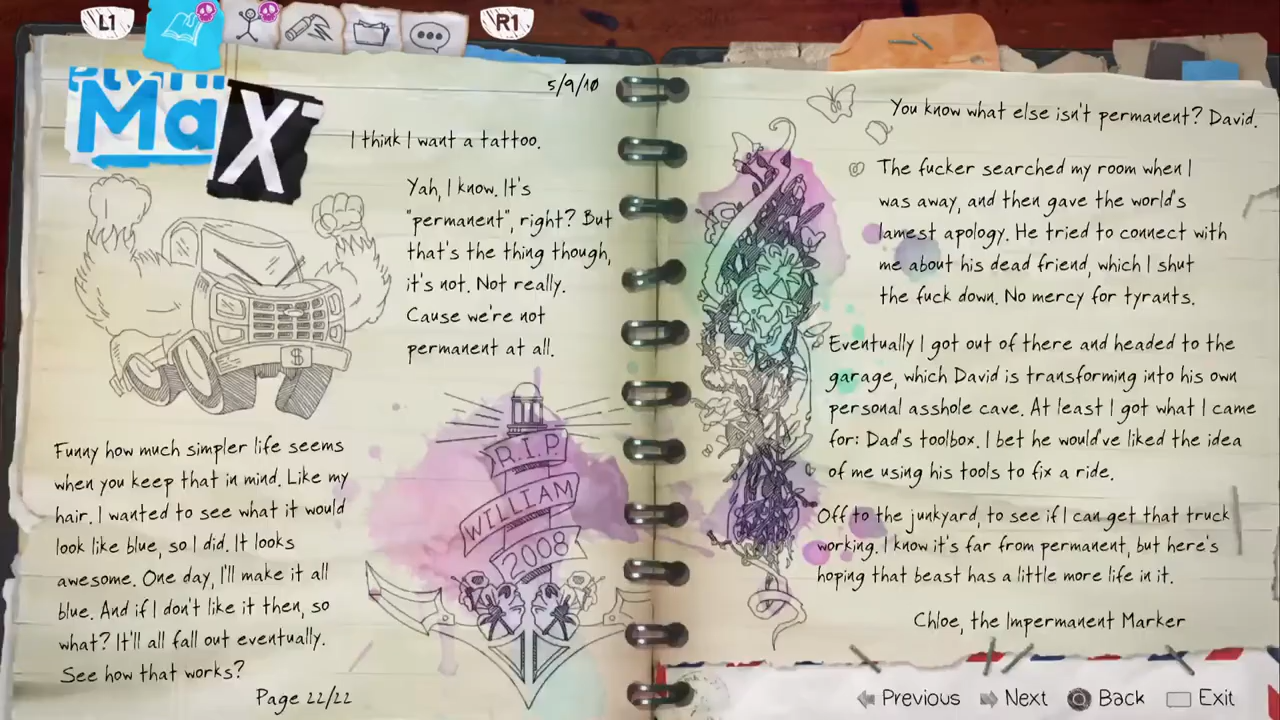 L1
R1
Ma
X
5/9/10
I think I want a tattoo.
Yah, I know. It's
"permanent", right? But
that's the thing though,
it's not. Not really.
Cause we're not
permanent at all.
$
Funny how much simpler life seems
when you keep that in mind. Like my
hair. I wanted to see what it would
look like blue, so I did. It looks
awesome. One day, I'll make it all
blue. And if I don't like it then, so
what? It'll all fall out eventually.
See how that works?
R.I.P.
WILLIAM
2008
Page 22/22
You know what else isn't permanent? David.
The fucker searched my room when I
was away, and then gave the world's
lamest apology. He tried to connect with
me about his dead friend, which I shut
the fuck down. No mercy for tyrants.
Eventually I got out of there and headed to the
garage, which David is transforming into his own
personal asshole cave. At least I got what I came
for: Dad's toolbox. I bet he would've liked the idea
of me using his tools to fix a ride.
Off to the junkyard, to see if I can get that truck
working. I know it's far from permanent, but here's
hoping that beast has a little more life in it.
Chloe, the Impermanent Marker
Previous
Next
Back
Exit